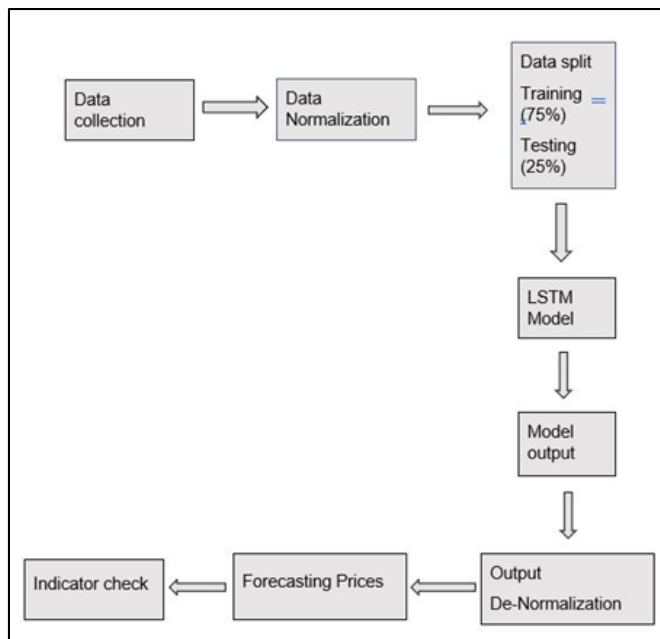 Data
collection
Data
Normalization
Data split
Training
(75%)
Testing
(25%)
LSTM
Model
Model
output
Output
De-Normalization
Forecasting Prices
Indicator check